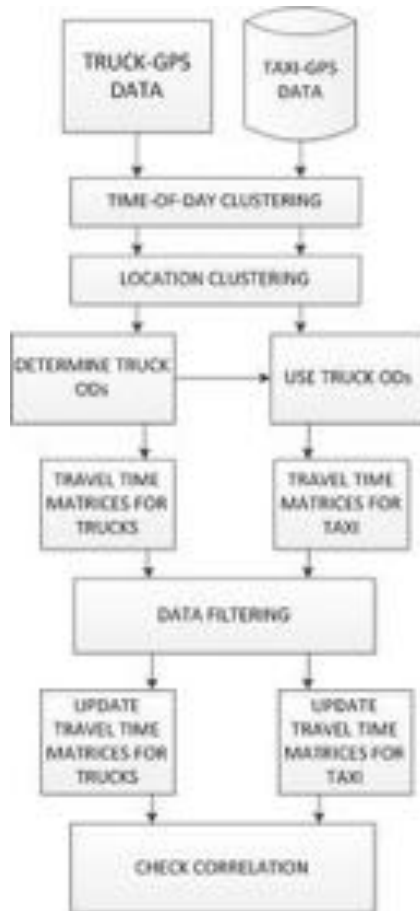 TRUCK-GPS
DATA
TAXI-GPS
DATA
TIME-OF-DAY CLUSTERING
LOCATION CLUSTERING
DETERMINE TRUCK
ODs
USE TRUCK ODs
TRAVEL TIME
MATRICES FOR
TRUCKS
TRAVEL TIME
MATRICES FOR
TAXI
DATA FILTERING
UPDATE
TRAVEL TIME
MATRICES FOR
TRUCKS
UPDATE
TRAVEL TIME
MATRICES FOR
TAXI
CHECK CORRELATION